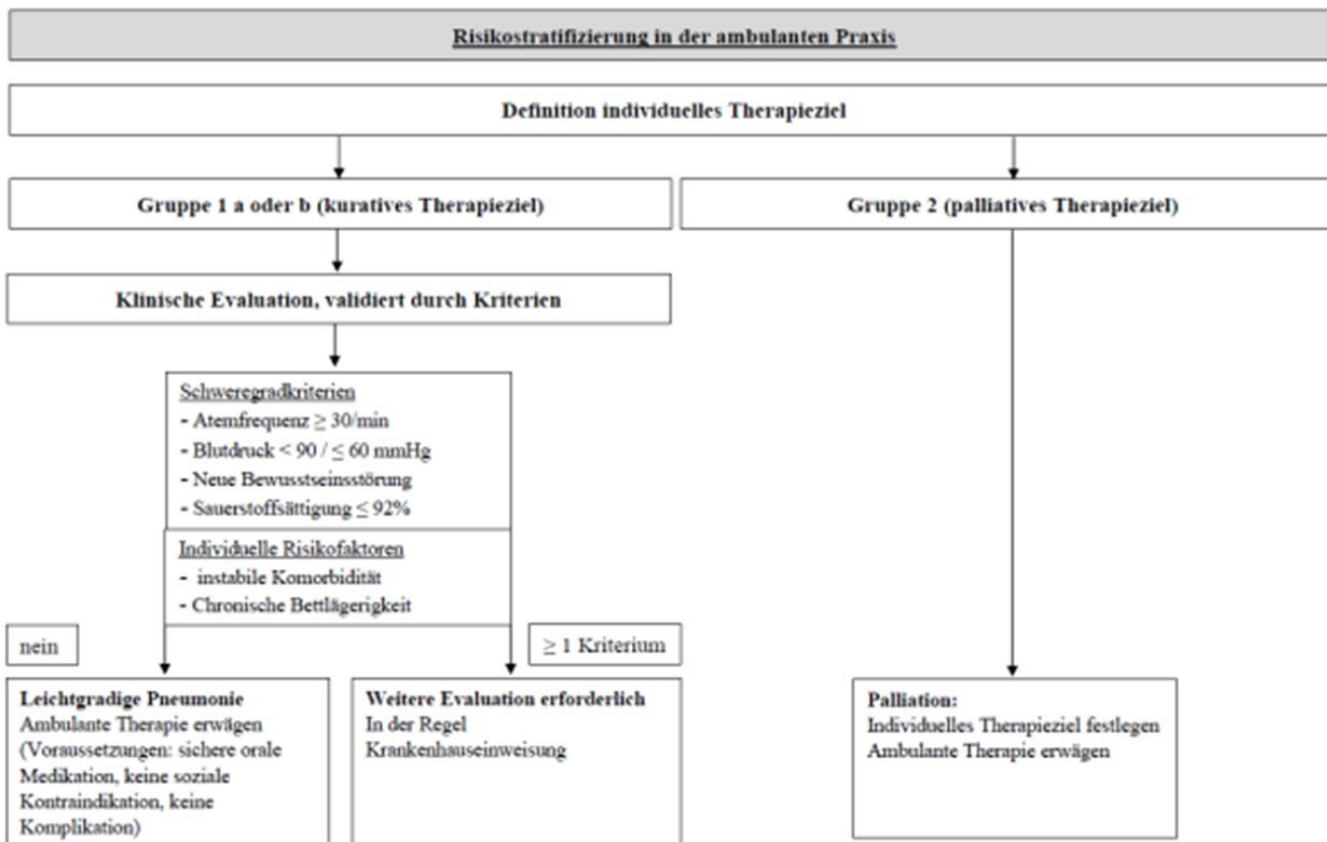 Risikostratifizierung in der ambulanten Praxis
Definition individuelles Therapieziel
Gruppe 1 a oder b (kuratives Therapieziel)
Gruppe 2 (palliatives Therapieziel)
Klinische Evaluation, validiert durch Kriterien
Schweregradkriterien
- Atemfrequenz ≥ 30/min
- Blutdruck < 90 / ≤ 60 mmHg
- Neue Bewusstseinsstörung
- Sauerstoffsättigung ≤ 92%
Individuelle Risikofaktoren
- instabile Komorbidität
- Chronische Bettlägerigkeit
nein
≥ 1 Kriterium
Leichtgradige Pneumonie
Ambulante Therapie erwägen
(Voraussetzungen: sichere orale
Medikation, keine soziale
Kontraindikation, keine
Komplikation)
Weitere Evaluation erforderlich
In der Regel
Krankenhauseinweisung
Palliation:
Individuelles Therapieziel festlegen
Ambulante Therapie erwägen